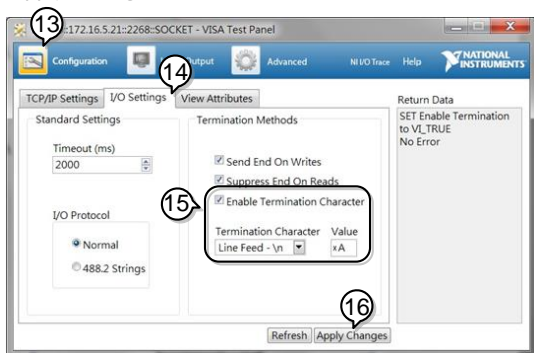 13
::172.16.5.21::2268::SOCKET - VISA Test Panel
Configuration
Advanced
NI I/O Trace
Help
NATIONAL
INSTRUMENTS
14
TCP/IP Settings
I/O Settings
View Attributes
Return Data
Standard Settings
Timeout (ms)
2000
I/O Protocol
Normal
488.2 Strings
Termination Methods
Send End On Writes
Suppress End On Reads
15
Enable Termination Character
Termination Character
Value
Line Feed - \n
xA
SET Enable Termination
to VI_TRUE
No Error
16
Refresh
Apply Changes